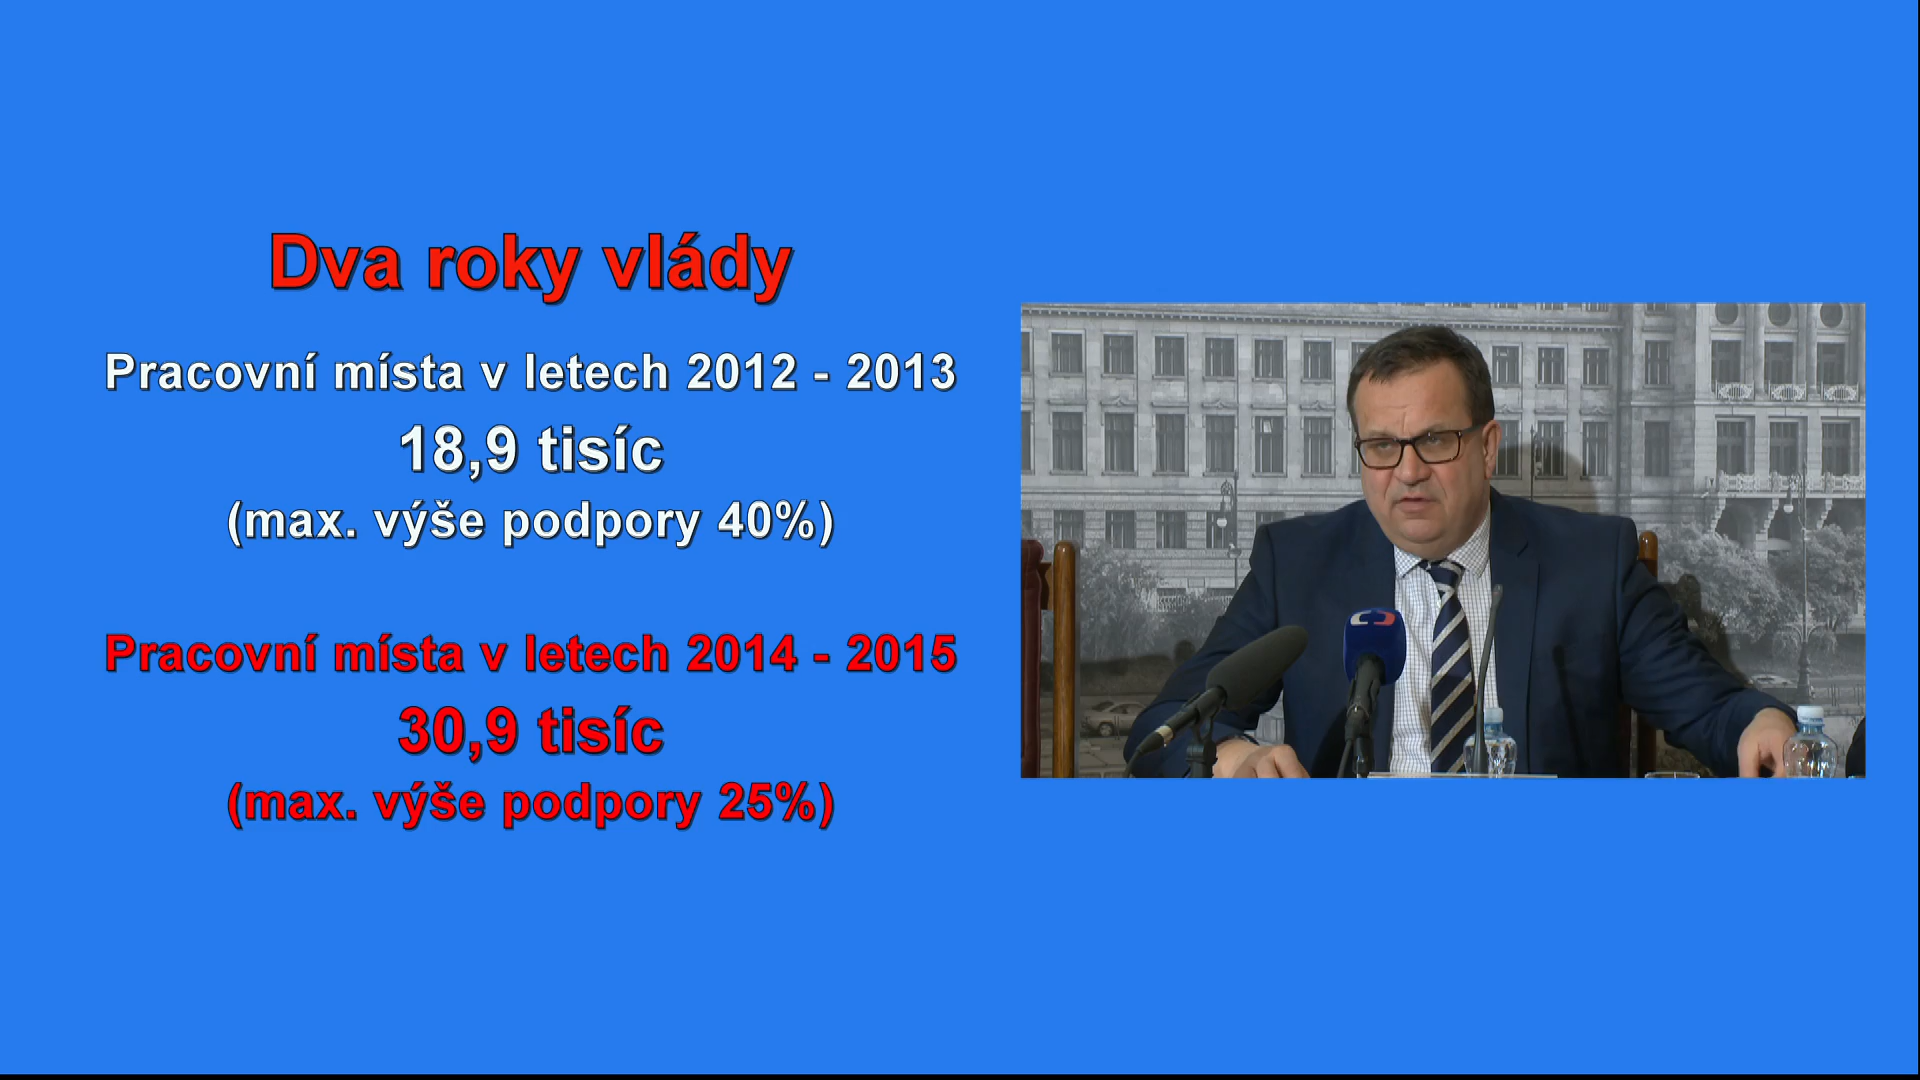 Dva roky vlády
Pracovní místa v letech 2012 - 2013
18,9 tisíc
(max. výše podpory 40%)
Pracovní místa v letech 2014 - 2015
30,9 tisíc
(max. výše podpory 25%)